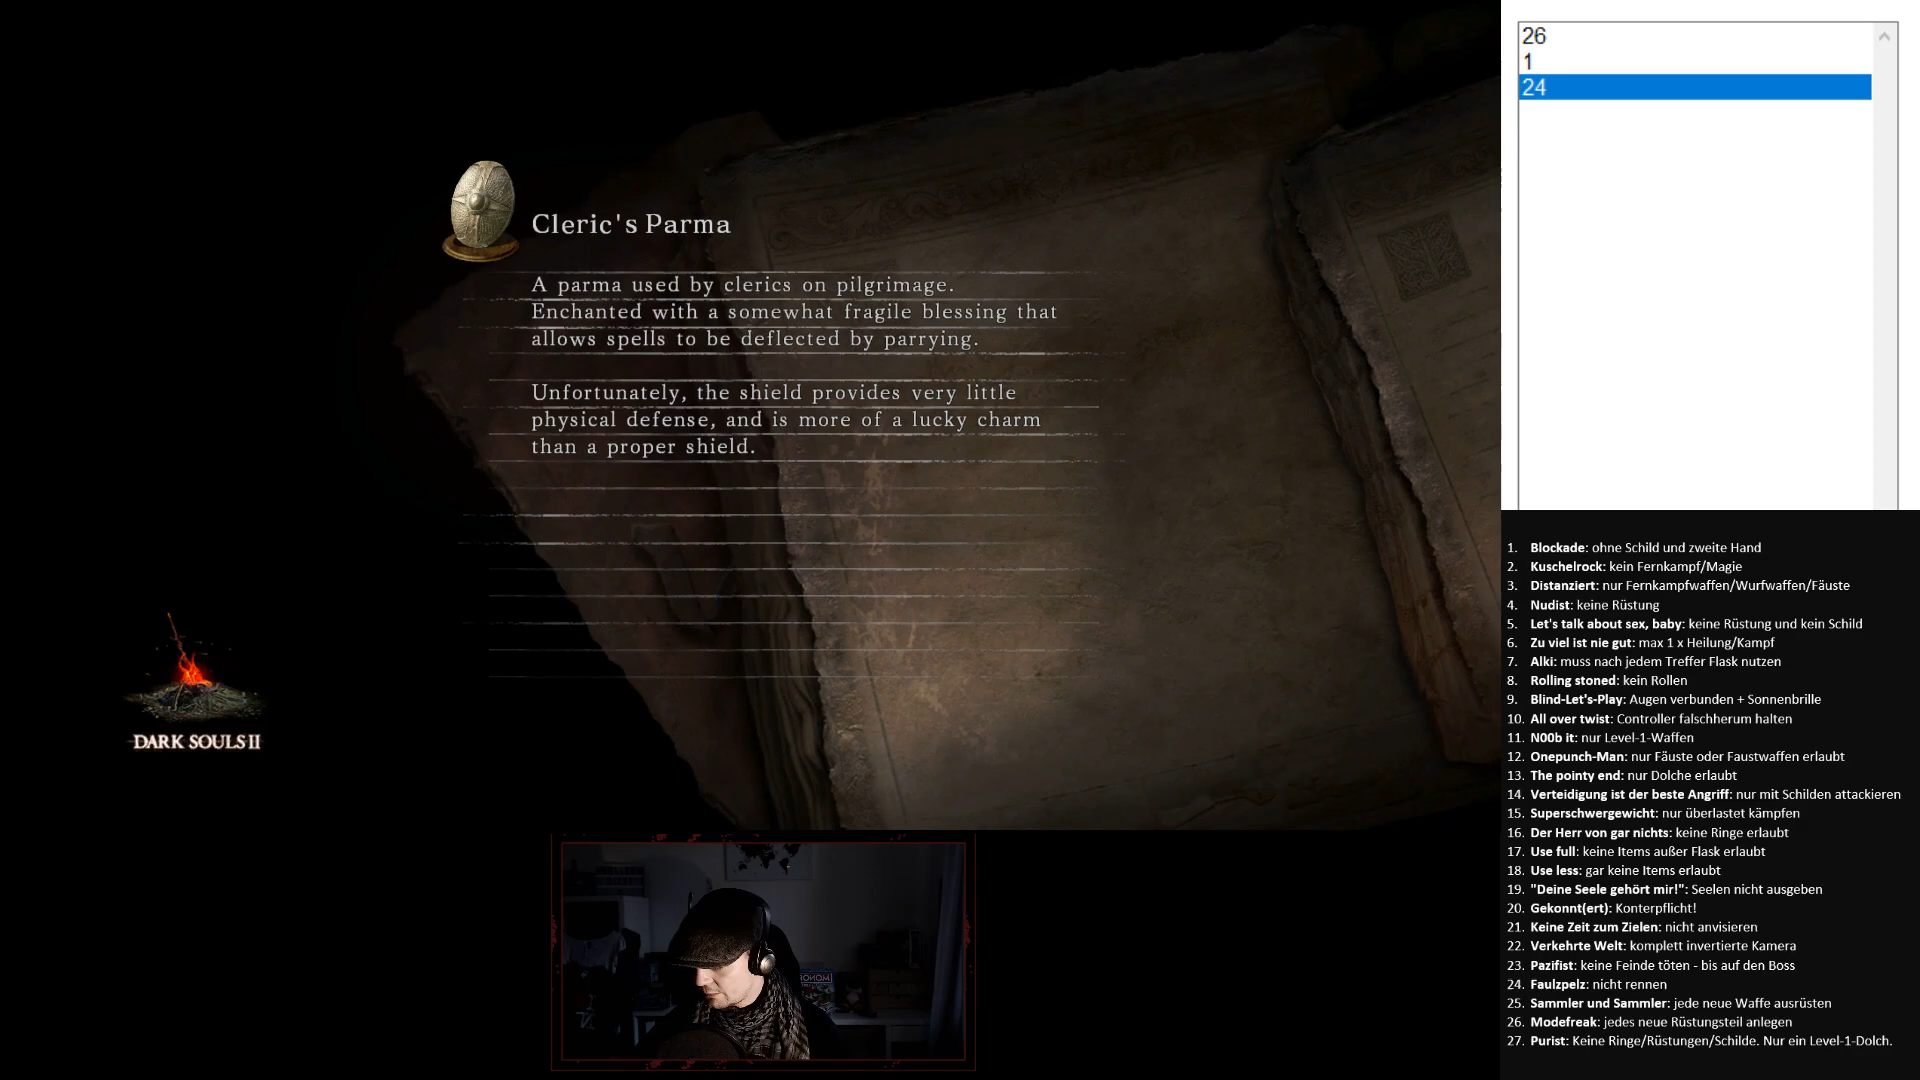 26
1
24
Cleric's Parma
A parma used by clerics on pilgrimage.
Enchanted with a somewhat fragile blessing that
allows spells to be deflected by parrying.
Unfortunately, the shield provides very little
physical defense, and is more of a lucky charm
than a proper shield.
DARK SOULS II
1. Blockade: ohne Schild und zweite Hand
2. Kuschelrock: kein Fernkampf/Magie
3. Distanziert: nur Fernkampfwaffen/Wurfwaffen/Fäuste
4. Nudist: keine Rüstung
5. Let's talk about sex, baby: keine Rüstung und kein Schild
6. Zu viel ist nie gut: max 1 x Heilung/Kampf
7. Alki: muss nach jedem Treffer Flask nutzen
8. Rolling stoned: kein Rollen
9. Blind-Let's-Play: Augen verbunden + Sonnenbrille
10. All over twist: Controller falschherum halten
11. N00b it: nur Level-1-Waffen
12. Onepunch-Man: nur Fäuste oder Faustwaffen erlaubt
13. The pointy end: nur Dolche erlaubt
14. Verteidigung ist der beste Angriff: nur mit Schilden attackieren
15. Superschwergewicht: nur überlastet kämpfen
16. Der Herr von gar nichts: keine Ringe erlaubt
17. Use full: keine Items außer Flask erlaubt
18. Use less: gar keine Items erlaubt
19. "Deine Seele gehört mir!": Seelen nicht ausgeben
20. Gekonnt(ert): Konterpflicht!
21. Keine Zeit zum Zielen: nicht anvisieren
22. Verkehrte Welt: komplett invertierte Kamera
23. Pazifist: keine Feinde töten - bis auf den Boss
24. Faulzpelz: nicht rennen
25. Sammler und Sammler: jede neue Waffe ausrüsten
26. Modefreak: jedes neue Rüstungsteil anlegen
27. Purist: Keine Ringe/Rüstungen/Schilde. Nur ein Level-1-Dolch.